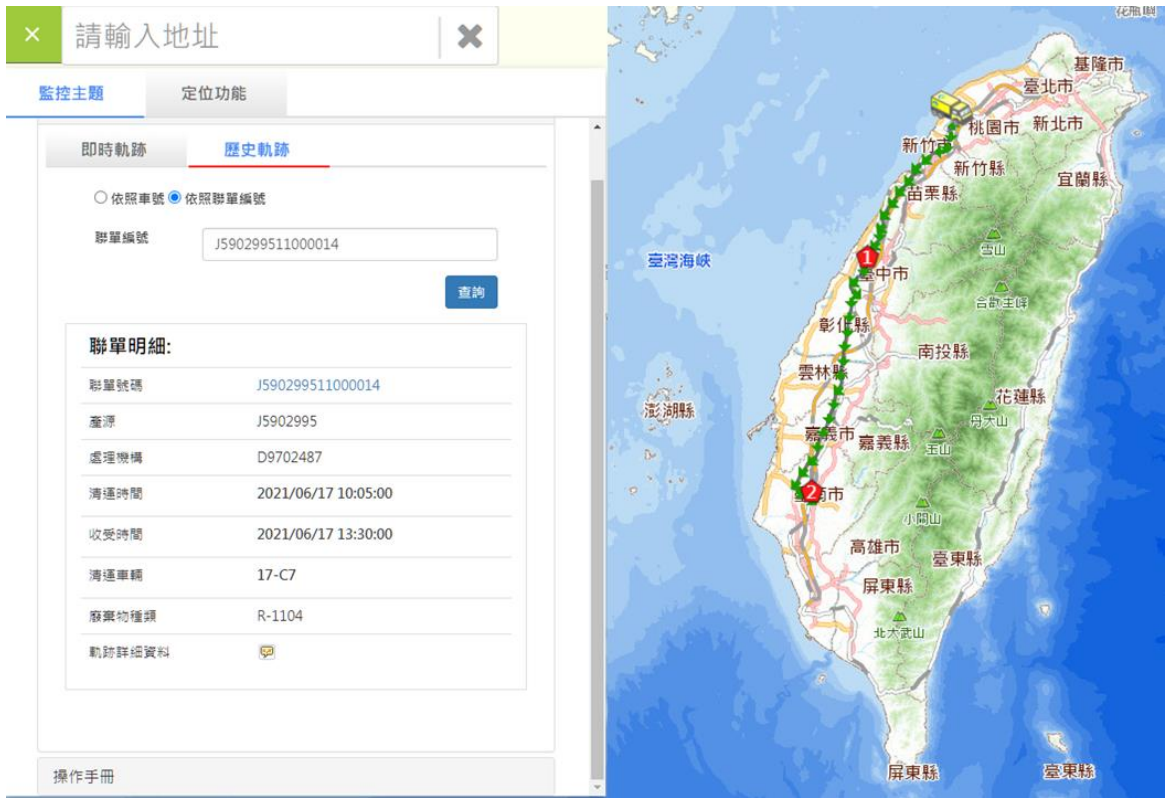 請輸入地址
監控主題
定位功能
即時軌跡
歷史軌跡
依照車號 依照聯單編號
聯單編號 J590299511000014
查詢
聯單明細:
聯單號碼 J590299511000014
產源 J5902995
處理機構 D9702487
清運時間 2021/06/17 10:05:00
收受時間 2021/06/17 13:30:00
清運車輛 17-C7
廢棄物種類 R-1104
軌跡詳細資料
操作手冊
花瓶嶼
基隆市
臺北市
桃園市
新北市
新竹市
新竹縣
宜蘭縣
苗栗縣
臺灣海峽
雪山
1
臺中市
合歡主峰
彰化縣
南投縣
雲林縣
花蓮縣
澎湖縣
丹大山
嘉義市
嘉義縣
玉山
2
臺南市
小關山
高雄市
臺東縣
屏東縣
北大武山
屏東縣
臺東縣